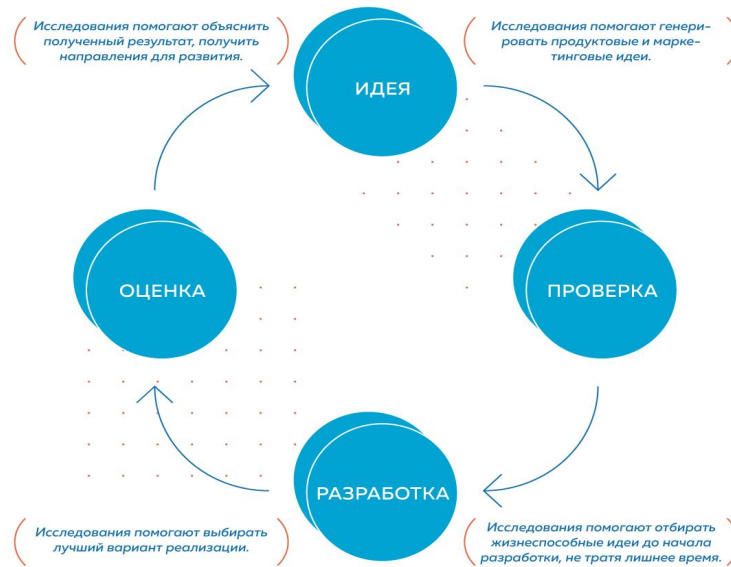 Исследования помогают объяснить
полученный результат, получить
направления для развития.
Исследования помогают генери-
ровать продуктовые и марке-
тинговые идеи.
ИДЕЯ
ОЦЕНКА
ПРОВЕРКА
РАЗРАБОТКА
Исследования помогают выбирать
лучший вариант реализации.
Исследования помогают отбирать
жизнеспособные идеи до начала
разработки, не тратя лишнее время.